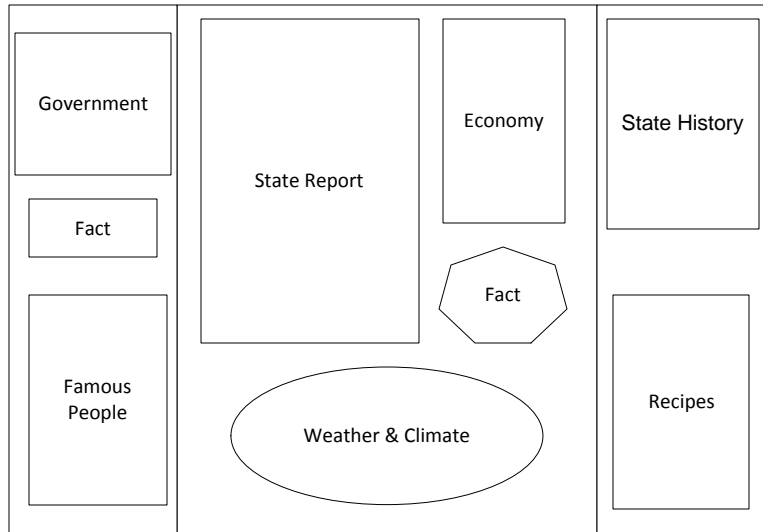 Government
Fact
Famous
People
State Report
Economy
Fact
Weather & Climate
State History
Recipes